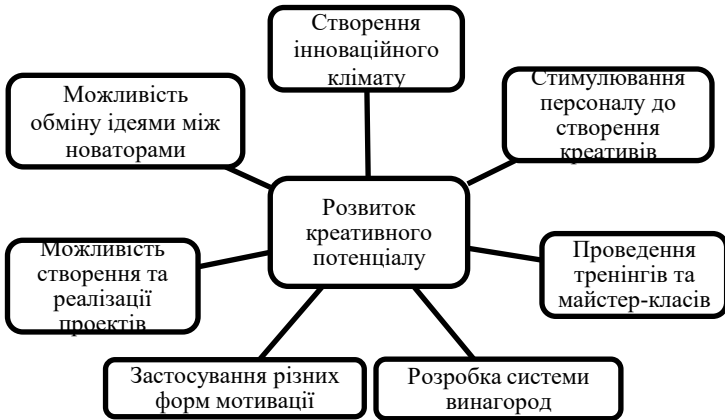 Створення
інноваційного
клімату
Можливість
обміну ідеями між
новаторами
Стимулювання
персоналу до
створення
креативів
Розвиток
креативного
потенціалу
Можливість
створення та
реалізації
проектів
Проведення
тренінгів та
майстер-класів
Застосування різних
форм мотивації
Розробка системи
винагород